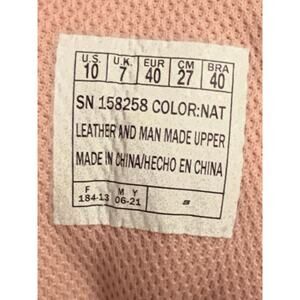 U.S. U.K. EUR CM BRA
10 7 40 27 40
SN 158258 COLOR:NAT
LEATHER AND MAN MADE UPPER
MADE IN CHINA/HECHO EN CHINA
F M Y
184-13 06-21